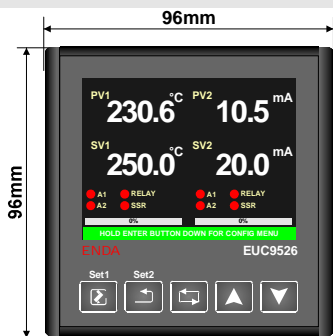 96mm
96mm
PV1 230.6 °C PV2 10.5 mA
SV1 250.0 °C SV2 20.0 mA
A1 RELAY A1 RELAY
A2 SSR A2 SSR
0% 0%
HOLD ENTER BUTTON DOWN FOR CONFIG MENU
ENDA EUC9526
Set1 Set2